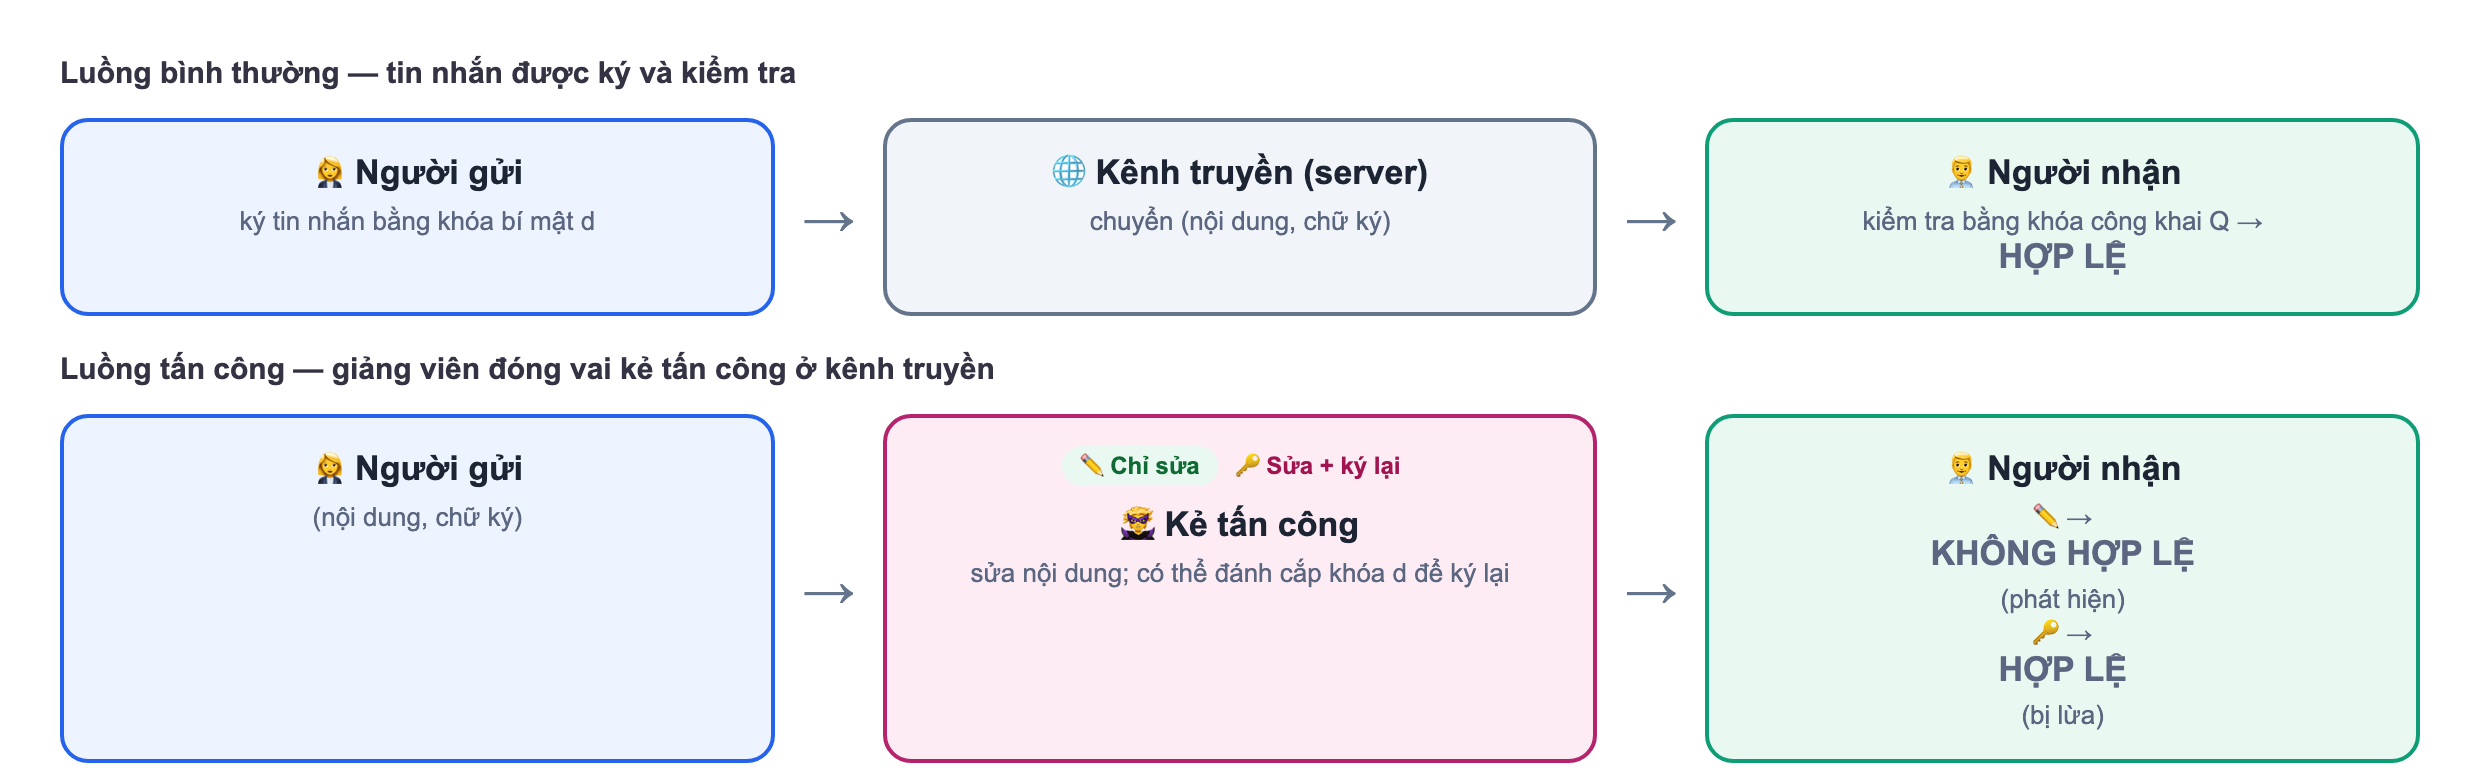 Luồng bình thường — tin nhắn được ký và kiểm tra
Người gửi
ký tin nhắn bằng khóa bí mật d
→
Kênh truyền (server)
chuyển (nội dung, chữ ký)
→
Người nhận
kiểm tra bằng khóa công khai Q →
HỢP LỆ
Luồng tấn công — giảng viên đóng vai kẻ tấn công ở kênh truyền
Người gửi
(nội dung, chữ ký)
→
✏️ Chỉ sửa 🔑 Sửa + ký lại
Kẻ tấn công
sửa nội dung; có thể đánh cắp khóa d để ký lại
→
Người nhận
✏️ →
KHÔNG HỢP LỆ
(phát hiện)
🔑 →
HỢP LỆ
(bị lừa)